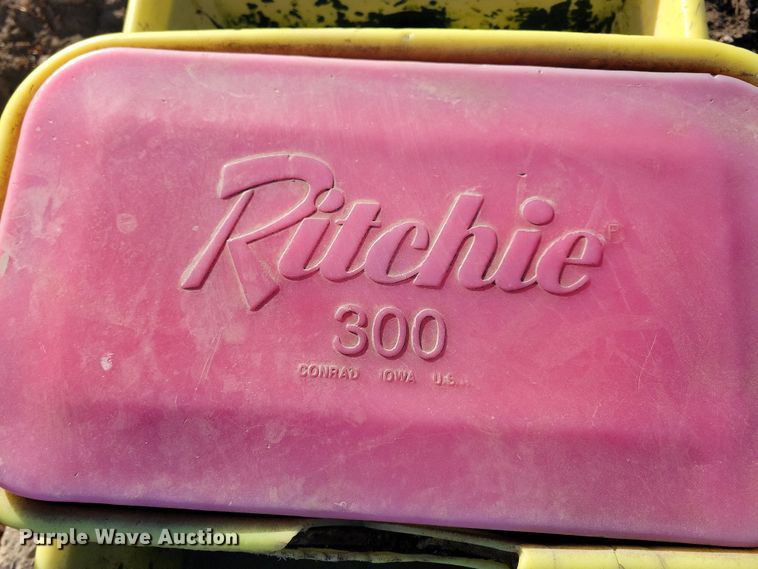 Ritchie®
300
CONRAD IOWA U.S.
Purple Wave Auction